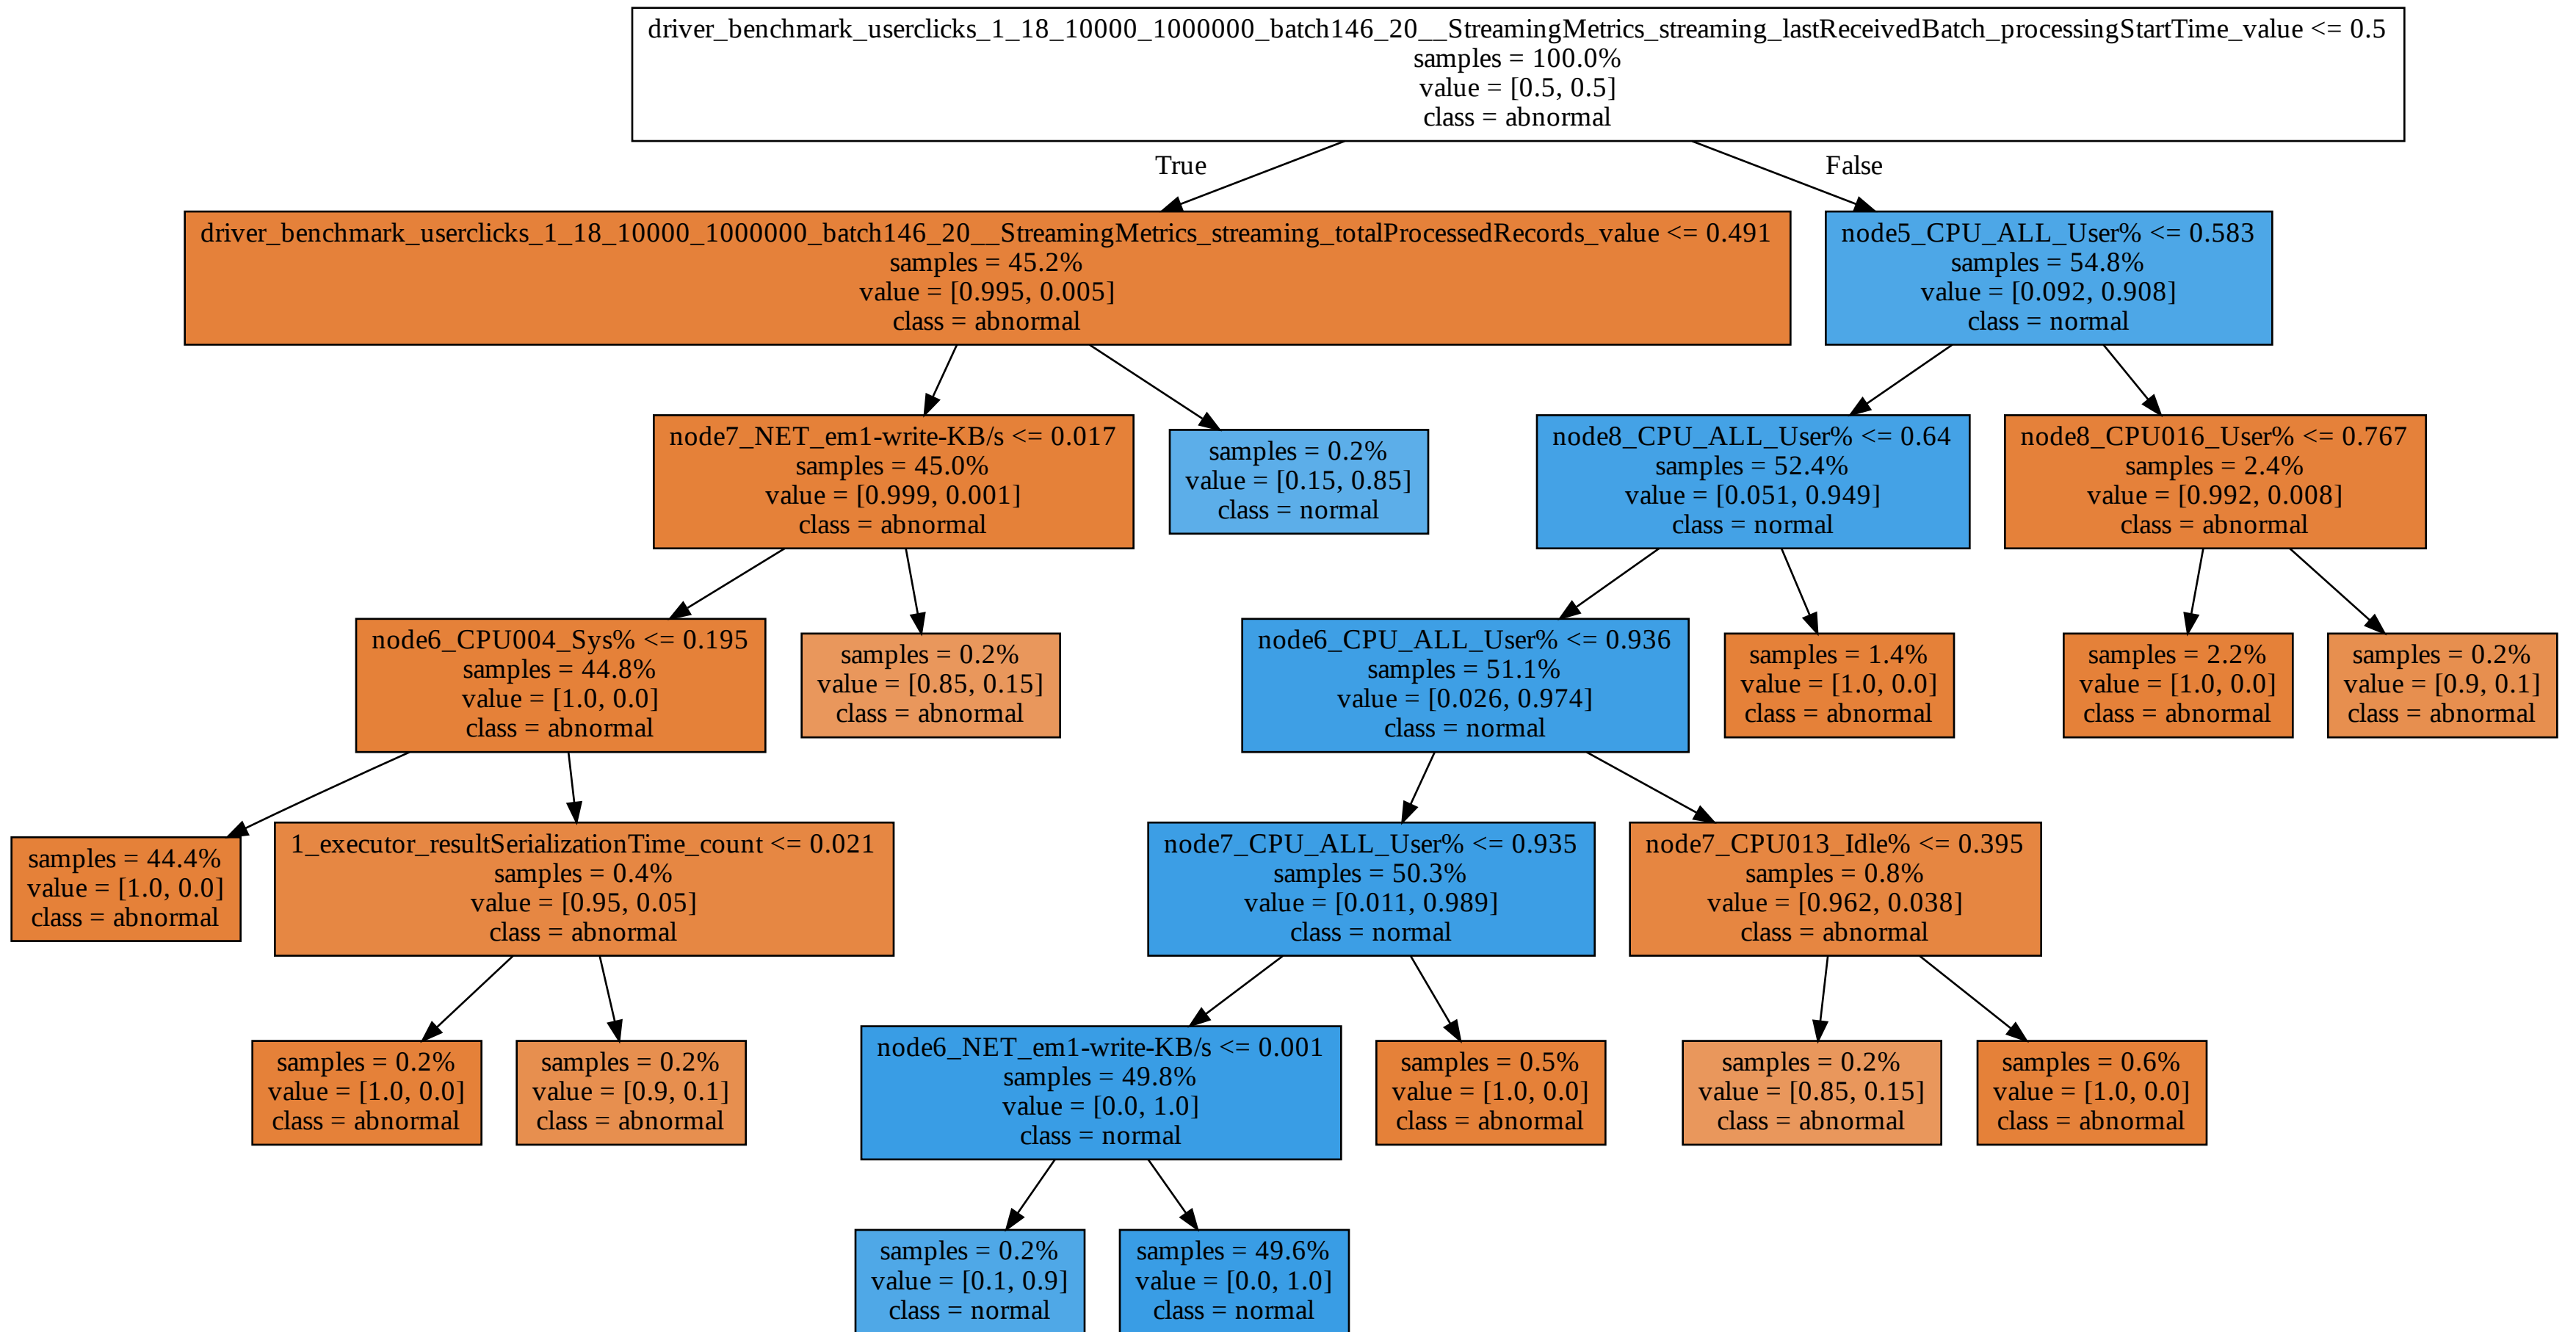 driver_benchmark_userclicks_1_18_10000_1000000_batch146_20__StreamingMetrics_streaming_lastReceivedBatch_processingStartTime_value <= 0.5
samples = 100.0%
value = [0.5, 0.5]
class = abnormal
True
False
driver_benchmark_userclicks_1_18_10000_1000000_batch146_20__StreamingMetrics_streaming_totalProcessedRecords_value <= 0.491
samples = 45.2%
value = [0.995, 0.005]
class = abnormal
node5_CPU_ALL_User% <= 0.583
samples = 54.8%
value = [0.092, 0.908]
class = normal
node7_NET_em1-write-KB/s <= 0.017
samples = 45.0%
value = [0.999, 0.001]
class = abnormal
samples = 0.2%
value = [0.15, 0.85]
class = normal
node8_CPU_ALL_User% <= 0.64
samples = 52.4%
value = [0.051, 0.949]
class = normal
node8_CPU016_User% <= 0.767
samples = 2.4%
value = [0.992, 0.008]
class = abnormal
node6_CPU004_Sys% <= 0.195
samples = 44.8%
value = [1.0, 0.0]
class = abnormal
samples = 0.2%
value = [0.85, 0.15]
class = abnormal
node6_CPU_ALL_User% <= 0.936
samples = 51.1%
value = [0.026, 0.974]
class = normal
samples = 1.4%
value = [1.0, 0.0]
class = abnormal
samples = 2.2%
value = [1.0, 0.0]
class = abnormal
samples = 0.2%
value = [0.9, 0.1]
class = abnormal
samples = 44.4%
value = [1.0, 0.0]
class = abnormal
1_executor_resultSerializationTime_count <= 0.021
samples = 0.4%
value = [0.95, 0.05]
class = abnormal
node7_CPU_ALL_User% <= 0.935
samples = 50.3%
value = [0.011, 0.989]
class = normal
node7_CPU013_Idle% <= 0.395
samples = 0.8%
value = [0.962, 0.038]
class = abnormal
samples = 0.2%
value = [1.0, 0.0]
class = abnormal
samples = 0.2%
value = [0.9, 0.1]
class = abnormal
node6_NET_em1-write-KB/s <= 0.001
samples = 49.8%
value = [0.0, 1.0]
class = normal
samples = 0.5%
value = [1.0, 0.0]
class = abnormal
samples = 0.2%
value = [0.85, 0.15]
class = abnormal
samples = 0.6%
value = [1.0, 0.0]
class = abnormal
samples = 0.2%
value = [0.1, 0.9]
class = normal
samples = 49.6%
value = [0.0, 1.0]
class = normal